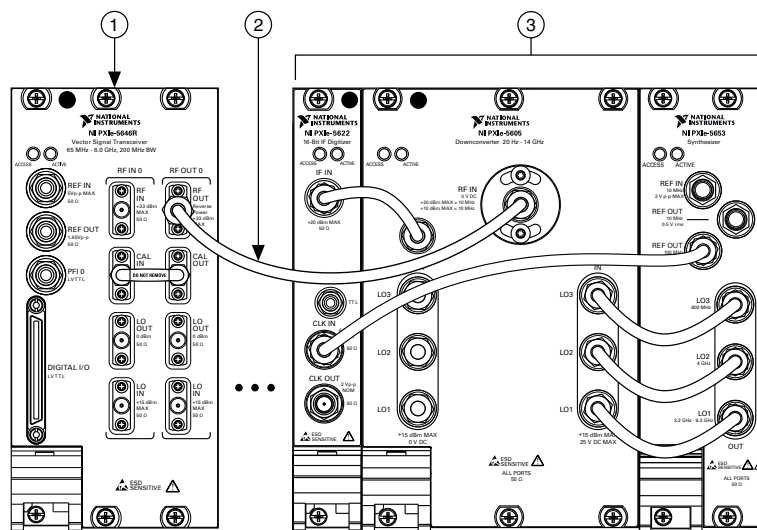 1
2
3
NATIONAL INSTRUMENTS
NI PXIe-5646R
Vector Signal Transceiver
65 MHz - 6.0 GHz, 200 MHz BW
ACCESS
ACTIVE
RF IN 0
RF OUT 0
REF IN
5Vp-p MAX
50 Ω
REF OUT
1.65Vp-p
50 Ω
PFI 0
LVTTL
DIGITAL I/O
LVTTL
RF IN
+33 dBm MAX
50 Ω
RF OUT
Reverse Power
+33 dBm
MAX
CAL IN
CAL OUT
DO NOT REMOVE
LO OUT
0 dBm
50 Ω
LO OUT
0 dBm
50 Ω
LO IN
+15 dBm MAX
50 Ω
LO IN
+15 dBm MAX
50 Ω
ESD SENSITIVE
NATIONAL INSTRUMENTS
NI PXIe-5622
16-Bit IF Digitizer
ACCESS
ACTIVE
IF IN
+20 dBm MAX
50 Ω
TTL
CLK IN
50 Ω
CLK OUT
2 Vp-p
NOM
50 Ω
ESD SENSITIVE
NATIONAL INSTRUMENTS
NI PXIe-5605
Downconverter 20 Hz - 14 GHz
RF IN
0 V DC
+20 dBm MAX ≥ 10 MHz
+10 dBm MAX < 10 MHz
LO3
LO2
LO1
+15 dBm MAX
0 V DC
IN
LO3
LO2
LO1
+15 dBm MAX
25 V DC MAX
ESD SENSITIVE
ALL PORTS
50 Ω
NATIONAL INSTRUMENTS
NI PXIe-5653
Synthesizer
ACCESS
ACTIVE
REF IN
10 MHz
2 V p-p MAX
REF OUT
10 MHz
0.5 V rms
REF OUT
100 MHz
LO3
800 MHz
LO2
4 GHz
LO1
3.2 GHz - 8.3 GHz
OUT
ESD SENSITIVE
ALL PORTS
50 Ω